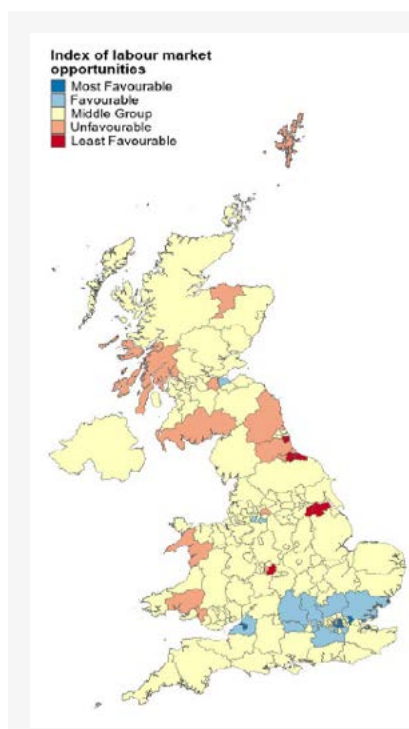 Index of labour market
opportunities
Most Favourable
Favourable
Middle Group
Unfavourable
Least Favourable